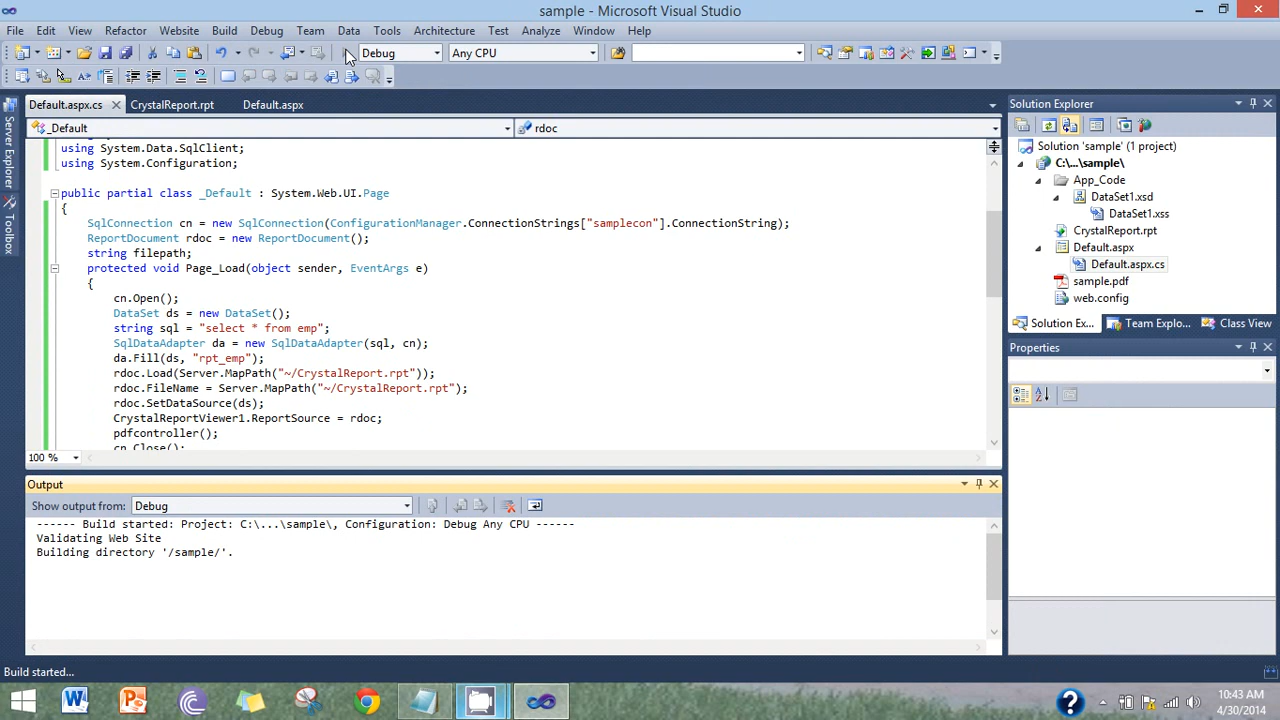 sample - Microsoft Visual Studio
File Edit View Refactor Website Build Debug Team Data Tools Architecture Test Analyze Window Help
Debug Any CPU
Default.aspx.cs CrystalReport.rpt Default.aspx
_Default rdoc
using System.Data.SqlClient;
using System.Configuration;
public partial class _Default : System.Web.UI.Page
{
SqlConnection cn = new SqlConnection(ConfigurationManager.ConnectionStrings["samplecon"].ConnectionString);
ReportDocument rdoc = new ReportDocument();
string filepath;
protected void Page_Load(object sender, EventArgs e)
{
cn.Open();
DataSet ds = new DataSet();
string sql = "select * from emp";
SqlDataAdapter da = new SqlDataAdapter(sql, cn);
da.Fill(ds, "rpt_emp");
rdoc.Load(Server.MapPath("~/CrystalReport.rpt"));
rdoc.FileName = Server.MapPath("~/CrystalReport.rpt");
rdoc.SetDataSource(ds);
CrystalReportViewer1.ReportSource = rdoc;
pdfcontroller();
cn.Close();
100 %
Output
Show output from: Debug
------ Build started: Project: C:\...\sample\, Configuration: Debug Any CPU ------
Validating Web Site
Building directory '/sample/'.
Build started...
Server Explorer
Toolbox
Solution Explorer
Solution 'sample' (1 project)
C:\...\sample\
App_Code
DataSet1.xsd
DataSet1.xss
CrystalReport.rpt
Default.aspx
Default.aspx.cs
sample.pdf
web.config
Solution Ex... Team Explo... Class View
Properties
10:43 AM
4/30/2014